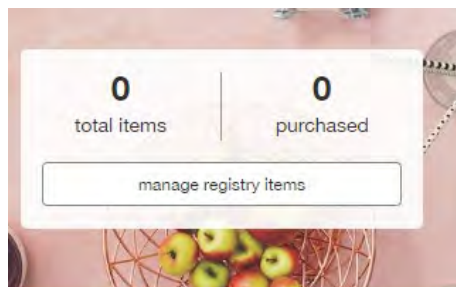 0 0
total items purchased
manage registry items